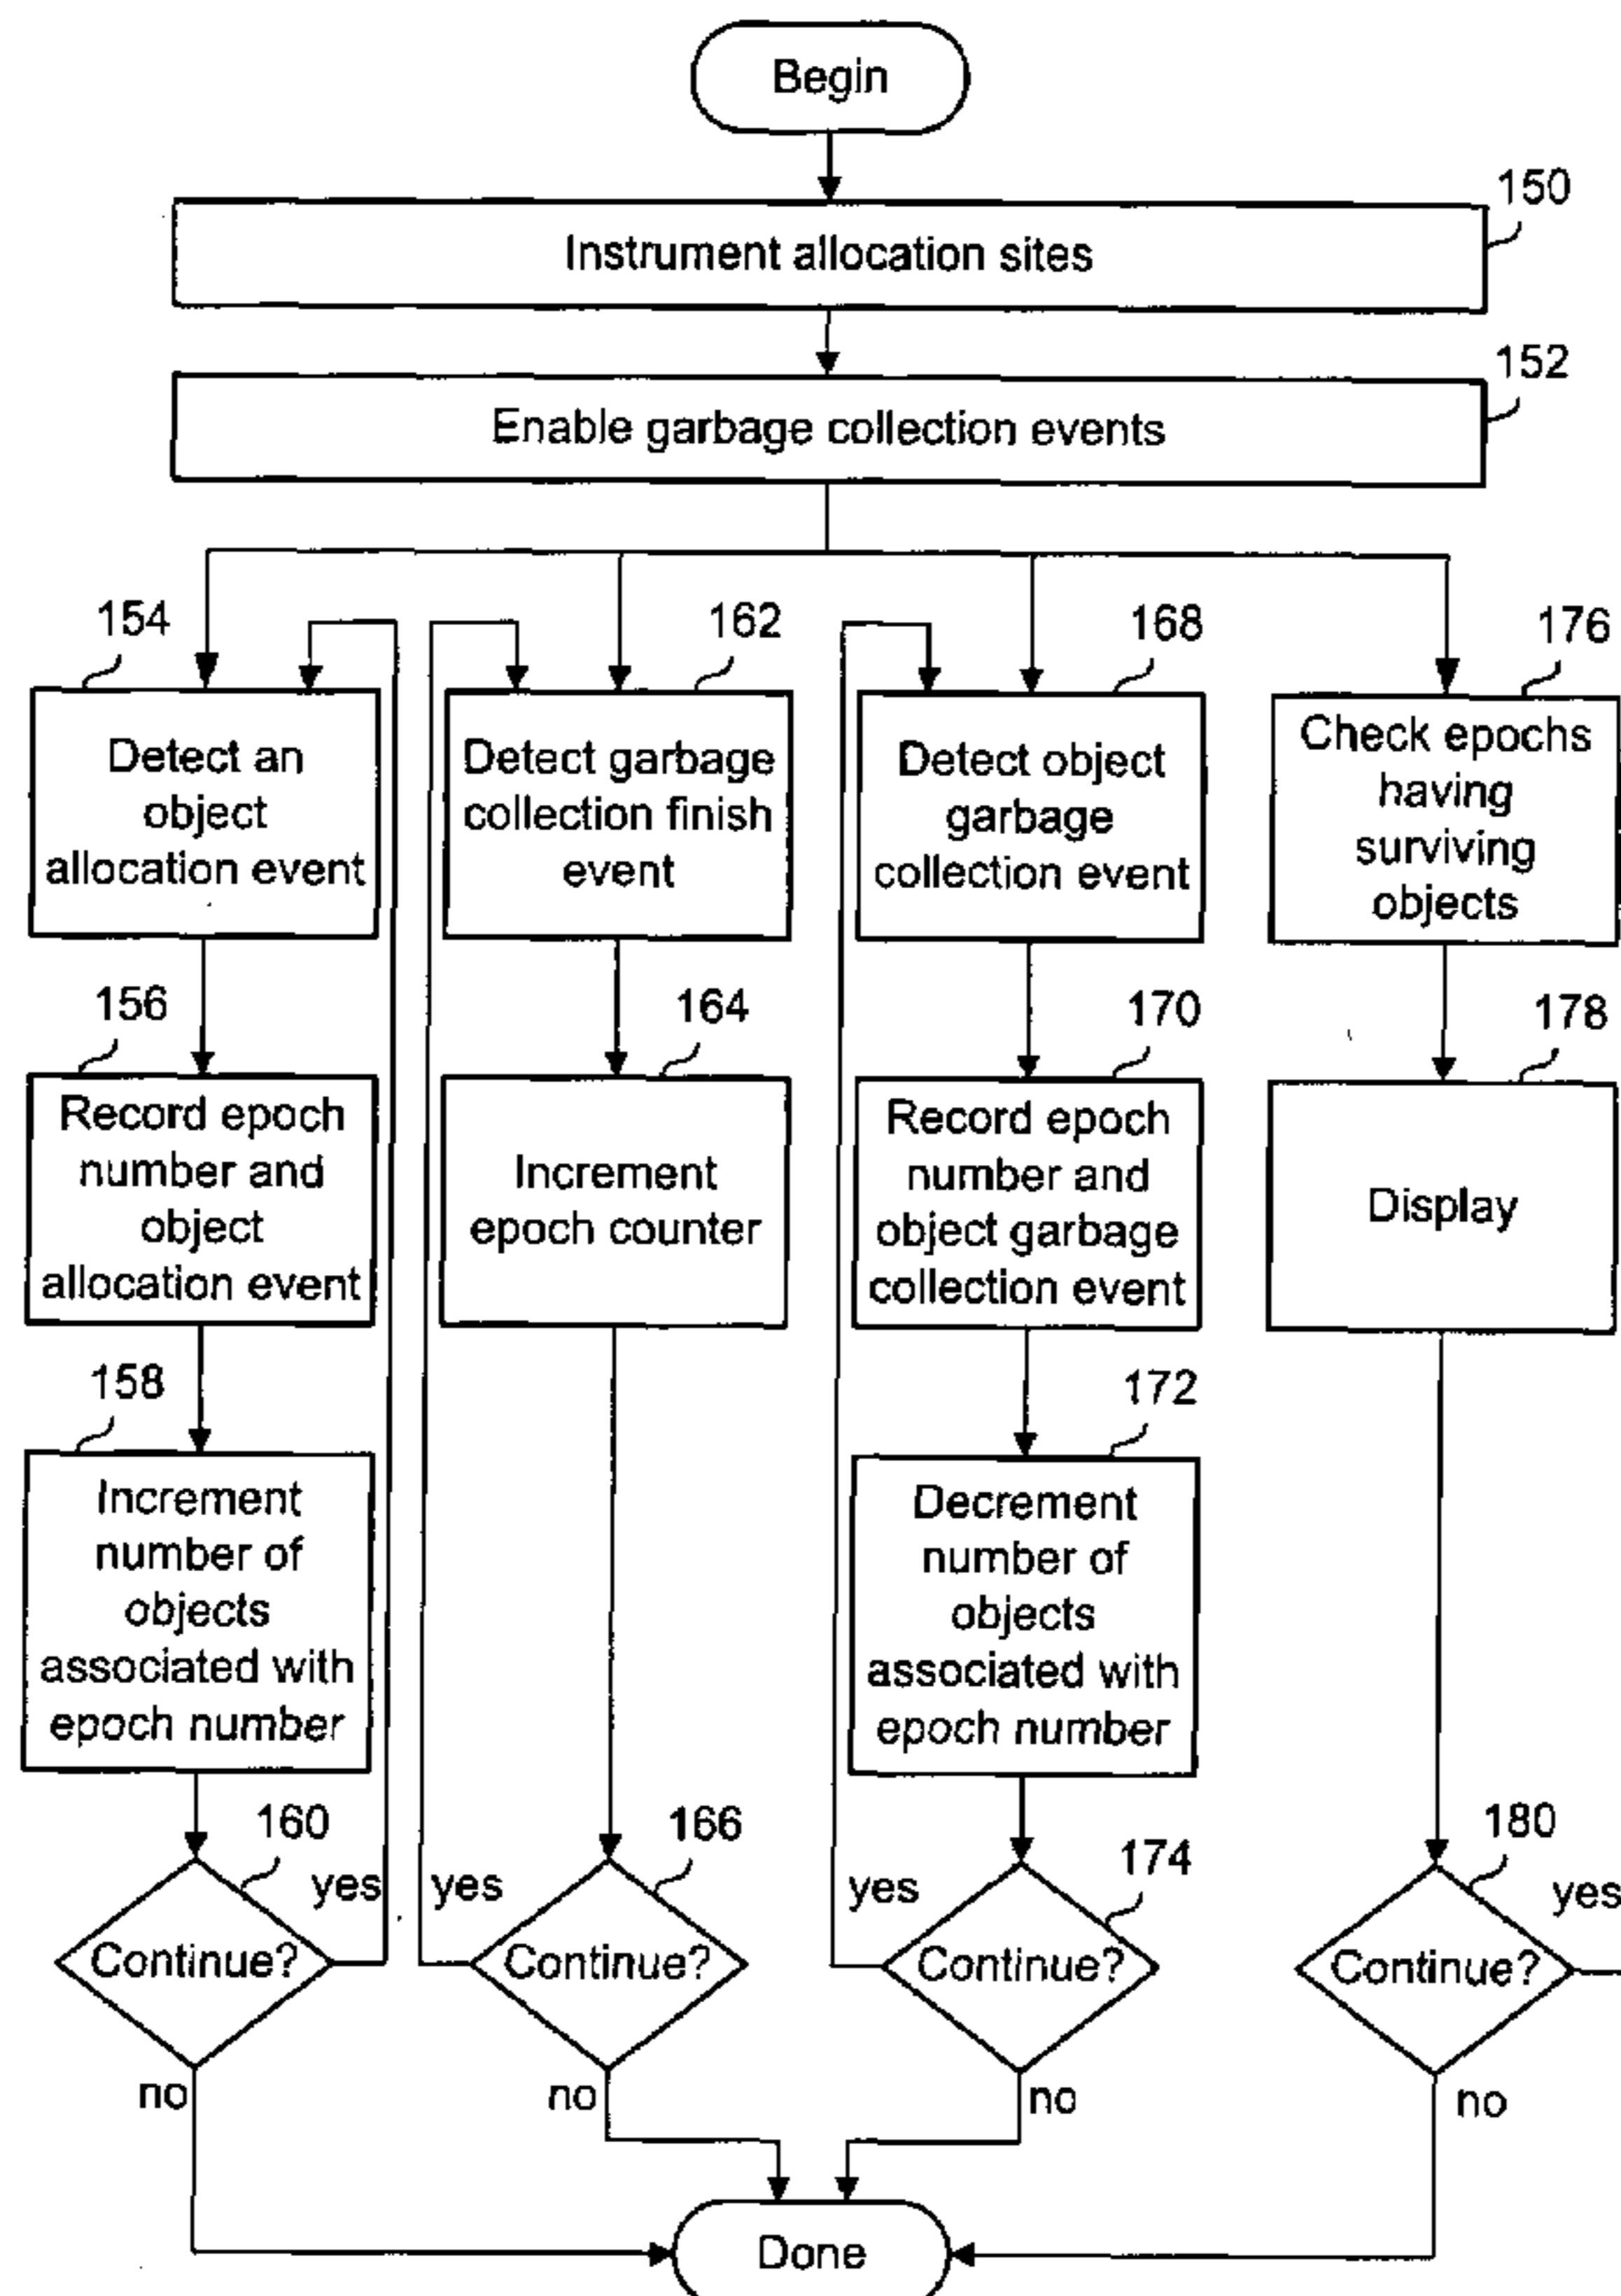 Begin
150
Instrument allocation sites
152
Enable garbage collection events
154
162
168
176
Detect an
object
allocation event
Detect garbage
collection finish
event
Detect object
garbage
collection event
Check epochs
having
surviving
objects
156
164
170
178
Record epoch
number and
object
allocation event
Increment
epoch counter
Record epoch
number and
object garbage
collection event
Display
158
172
Increment
number of
objects
associated with
epoch number
Decrement
number of
objects
associated with
epoch number
160
166
174
180
yes
yes
yes
yes
Continue?
Continue?
Continue?
Continue?
no
no
no
no
Done